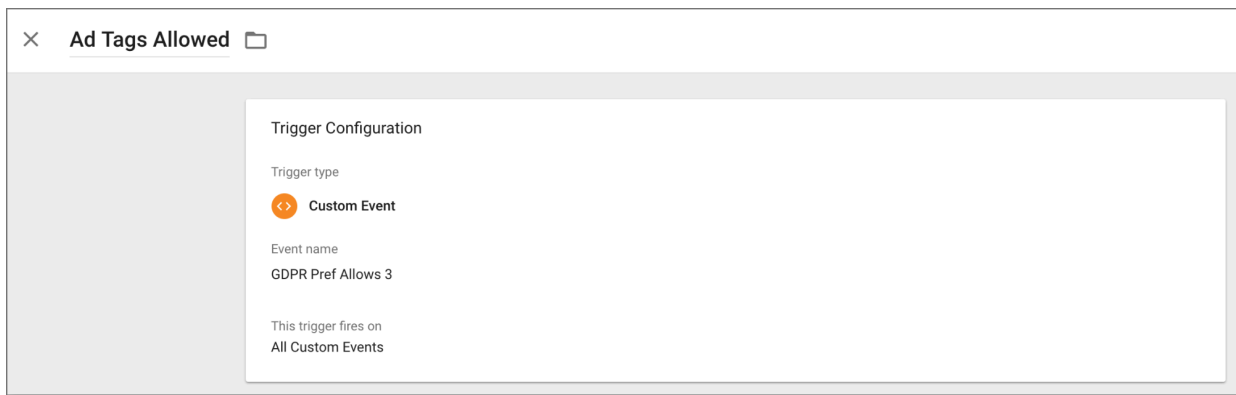 Ad Tags Allowed
Trigger Configuration
Trigger type
Custom Event
Event name
GDPR Pref Allows 3
This trigger fires on
All Custom Events